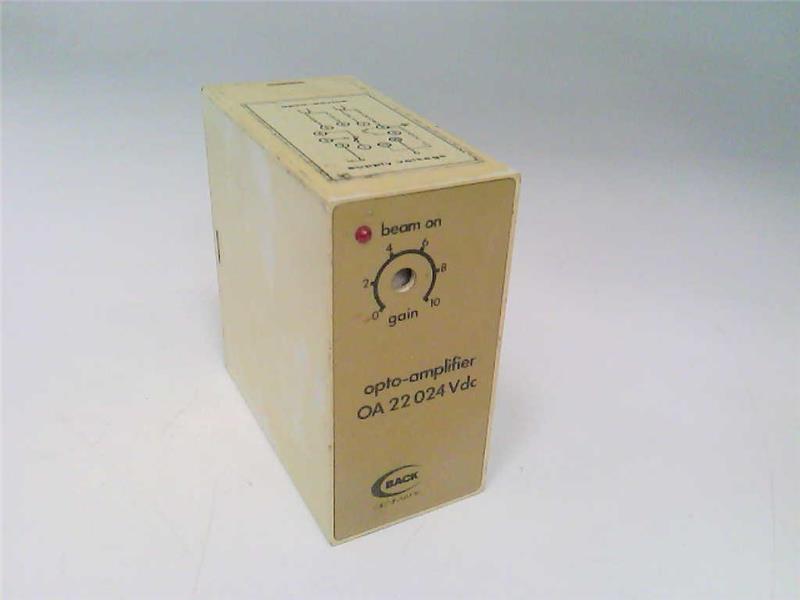 supply voltage
beam on
4 6
2 8
0 10
gain
opto-amplifier
OA 22 024 Vdc
BACK